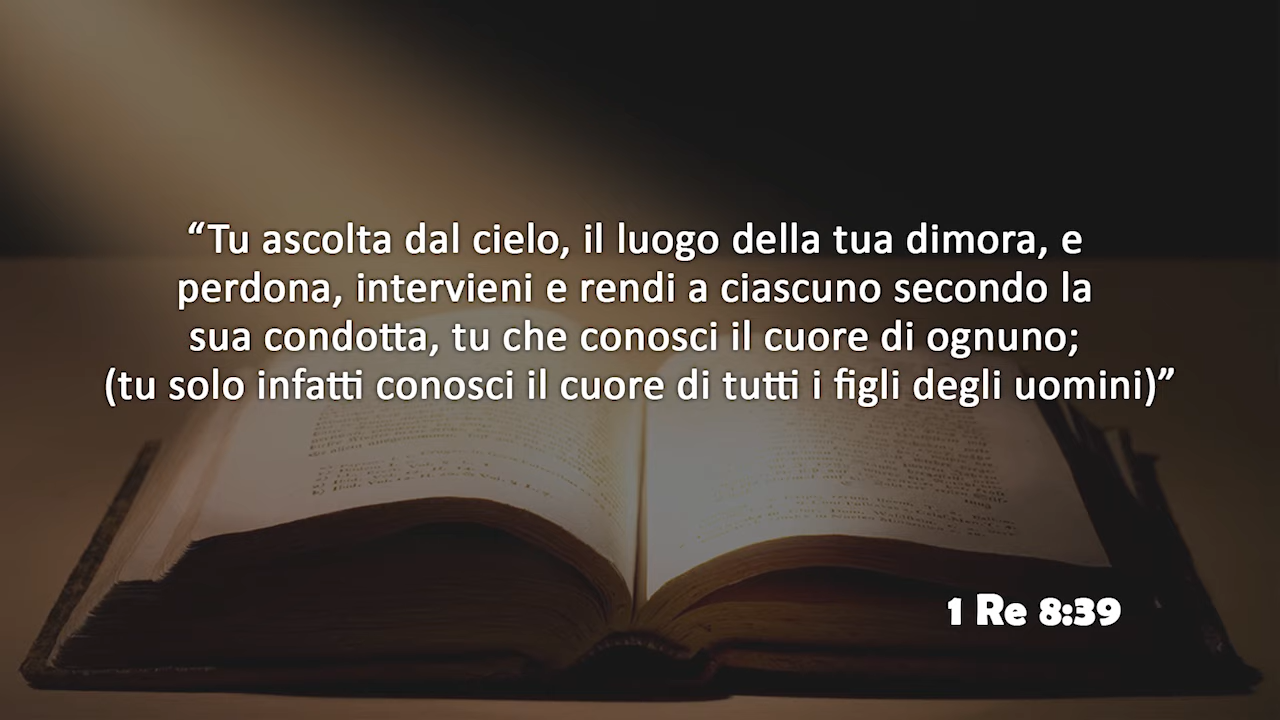 “Tu ascolta dal cielo, il luogo della tua dimora, e
perdona, intervieni e rendi a ciascuno secondo la
sua condotta, tu che conosci il cuore di ognuno;
(tu solo infatti conosci il cuore di tutti i figli degli uomini)”
1 Re 8:39